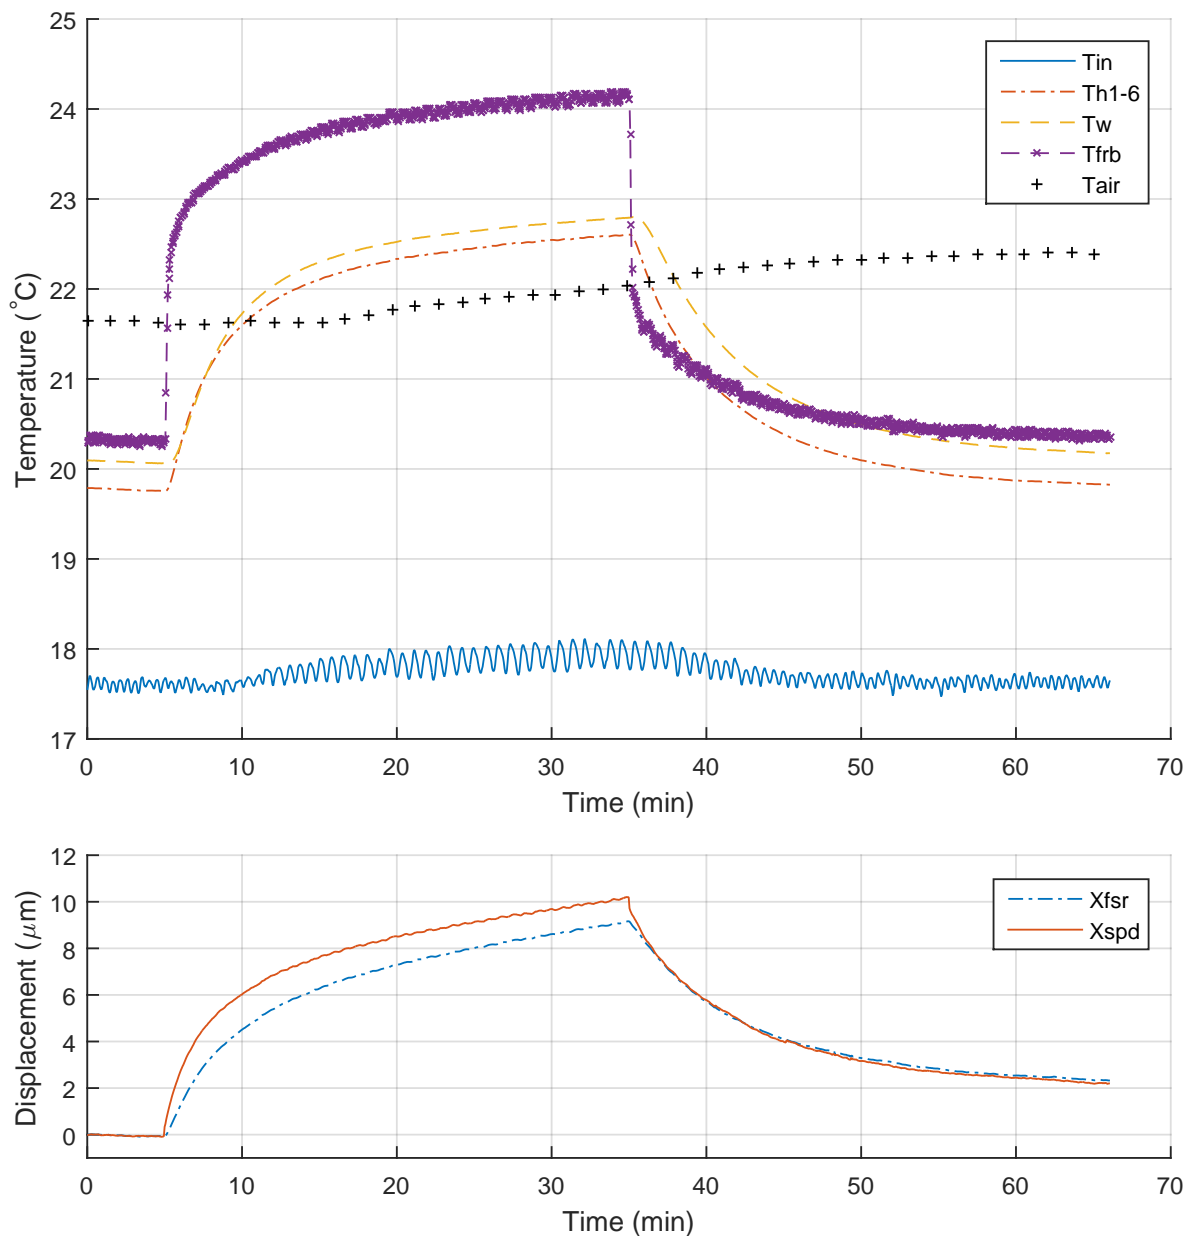 25
24
23
22
21
20
19
18
17
Temperature (°C)
Tin
Th1-6
Tw
Tfrb
Tair
0 10 20 30 40 50 60 70
Time (min)
12
10
8
6
4
2
0
Displacement (μm)
Xfsr
Xspd
0 10 20 30 40 50 60 70
Time (min)